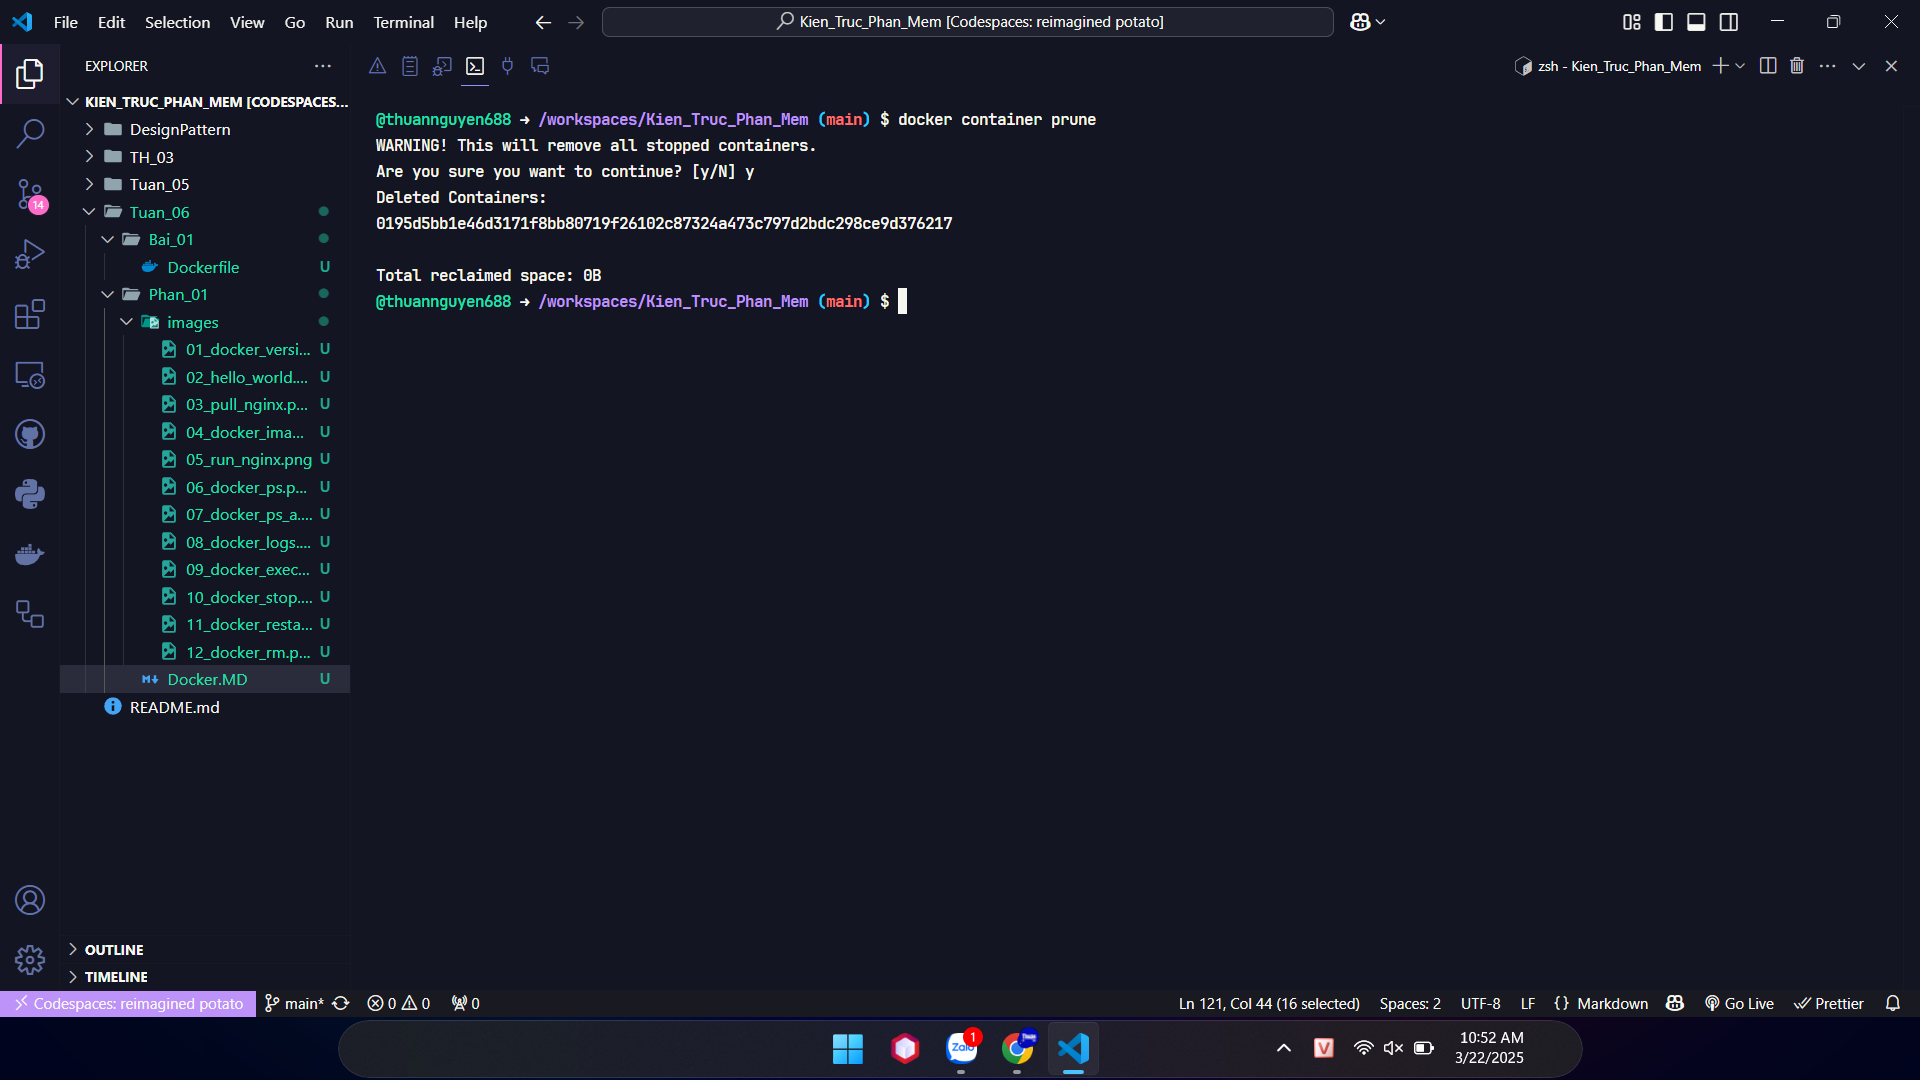 File Edit Selection View Go Run Terminal Help
Kien_Truc_Phan_Mem [Codespaces: reimagined potato]
EXPLORER
zsh - Kien_Truc_Phan_Mem
KIEN_TRUC_PHAN_MEM [CODESPACES...
DesignPattern
TH_03
Tuan_05
14
Tuan_06
Bai_01
Dockerfile U
Phan_01
images
01_docker_versi... U
02_hello_world.... U
03_pull_nginx.p... U
04_docker_ima... U
05_run_nginx.png U
06_docker_ps.p... U
07_docker_ps_a.... U
08_docker_logs.... U
09_docker_exec... U
10_docker_stop.... U
11_docker_resta... U
12_docker_rm.p... U
Docker.MD U
README.md
OUTLINE
TIMELINE
@thuannguyen688 → /workspaces/Kien_Truc_Phan_Mem (main) $ docker container prune
WARNING! This will remove all stopped containers.
Are you sure you want to continue? [y/N] y
Deleted Containers:
0195d5bb1e46d3171f8bb80719f26102c87324a473c797d2bdc298ce9d376217
Total reclaimed space: 0B
@thuannguyen688 → /workspaces/Kien_Truc_Phan_Mem (main) $
Codespaces: reimagined potato main* 0 0 0
Ln 121, Col 44 (16 selected) Spaces: 2 UTF-8 LF {} Markdown Go Live Prettier
Zalo 1
V
10:52 AM
3/22/2025